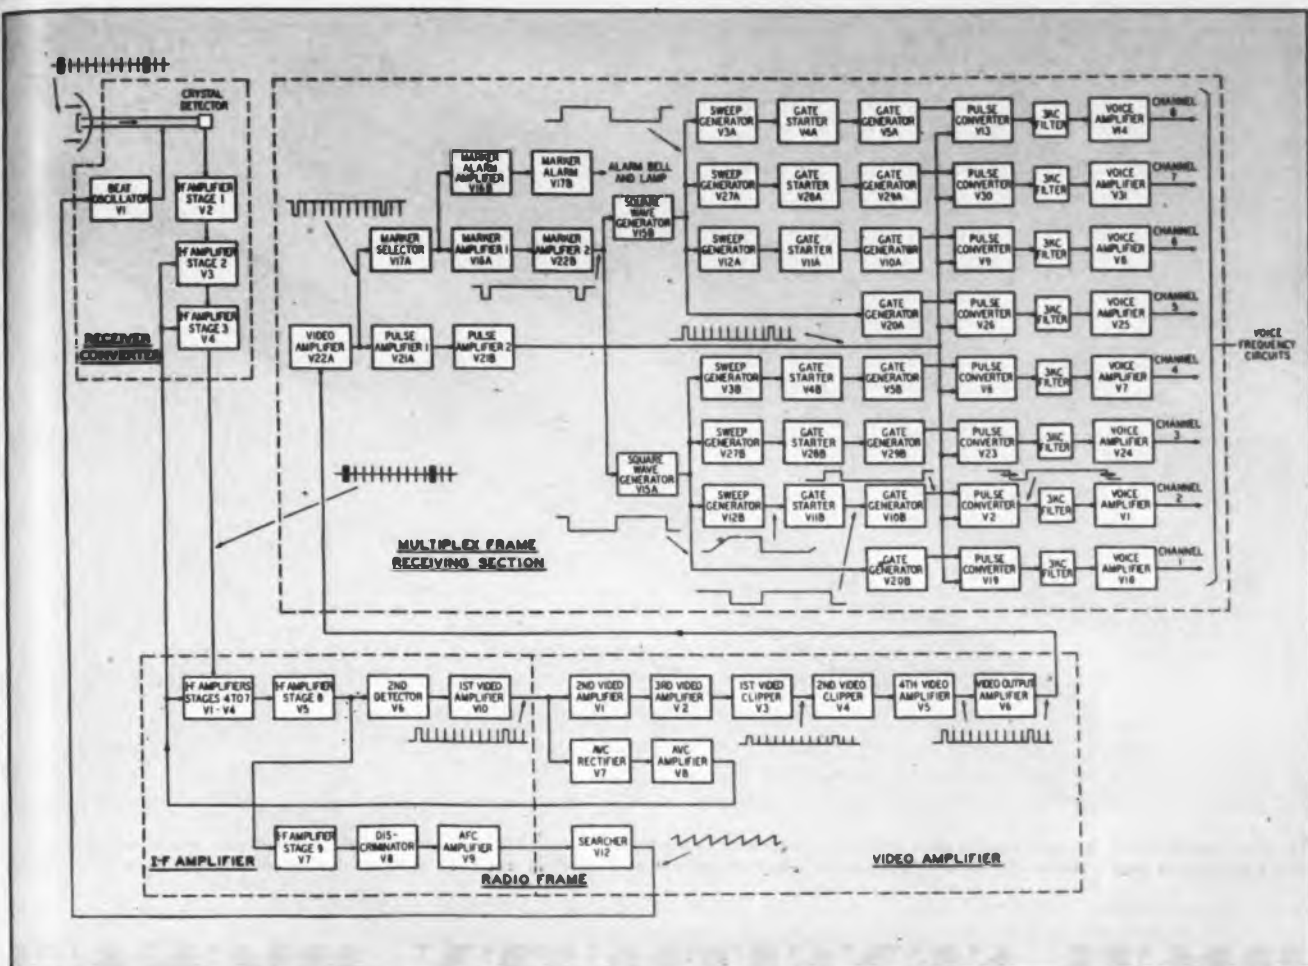 CRYSTAL
DETECTOR
BEAT
OSCILLATOR
V1
I-F AMPLIFIER
STAGE 1
V2
I-F AMPLIFIER
STAGE 2
V3
I-F AMPLIFIER
STAGE 3
V4
RECEIVER
CONVERTER
MARKER
ALARM
AMPLIFIER
V16B
MARKER
ALARM
V17B
ALARM BELL
AND LAMP
MARKER
SELECTOR
V17A
MARKER
AMPLIFIER 1
V16A
MARKER
AMPLIFIER 2
V22B
VIDEO
AMPLIFIER
V22A
PULSE
AMPLIFIER 1
V21A
PULSE
AMPLIFIER 2
V21B
SQUARE
WAVE
GENERATOR
V15B
SQUARE
WAVE
GENERATOR
V15A
MULTIPLEX FRAME
RECEIVING SECTION
SWEEP
GENERATOR
V3A
GATE
STARTER
V4A
GATE
GENERATOR
V5A
PULSE
CONVERTER
V13
3KC
FILTER
VOICE
AMPLIFIER
V14
CHANNEL
8
SWEEP
GENERATOR
V27A
GATE
STARTER
V28A
GATE
GENERATOR
V29A
PULSE
CONVERTER
V30
3KC
FILTER
VOICE
AMPLIFIER
V31
CHANNEL
7
SWEEP
GENERATOR
V12A
GATE
STARTER
V11A
GATE
GENERATOR
V10A
PULSE
CONVERTER
V9
3KC
FILTER
VOICE
AMPLIFIER
V8
CHANNEL
6
GATE
GENERATOR
V20A
PULSE
CONVERTER
V26
3KC
FILTER
VOICE
AMPLIFIER
V25
CHANNEL
5
SWEEP
GENERATOR
V3B
GATE
STARTER
V4B
GATE
GENERATOR
V5B
PULSE
CONVERTER
V6
3KC
FILTER
VOICE
AMPLIFIER
V7
CHANNEL
4
SWEEP
GENERATOR
V27B
GATE
STARTER
V28B
GATE
GENERATOR
V29B
PULSE
CONVERTER
V23
3KC
FILTER
VOICE
AMPLIFIER
V24
CHANNEL
3
SWEEP
GENERATOR
V12B
GATE
STARTER
V11B
GATE
GENERATOR
V10B
PULSE
CONVERTER
V2
3KC
FILTER
VOICE
AMPLIFIER
V1
CHANNEL
2
GATE
GENERATOR
V20B
PULSE
CONVERTER
V19
3KC
FILTER
VOICE
AMPLIFIER
V18
CHANNEL
1
VOICE
FREQUENCY
CIRCUITS
I-F AMPLIFIERS
STAGES 4 TO 7
V1 - V4
I-F AMPLIFIER
STAGE 8
V5
2ND
DETECTOR
V6
1ST VIDEO
AMPLIFIER
V10
2ND VIDEO
AMPLIFIER
V1
3RD VIDEO
AMPLIFIER
V2
1ST VIDEO
CLIPPER
V3
2ND VIDEO
CLIPPER
V4
4TH VIDEO
AMPLIFIER
V5
VIDEO OUTPUT
AMPLIFIER
V6
AVC
RECTIFIER
V7
AVC
AMPLIFIER
V8
I-F AMPLIFIER
STAGE 9
V7
DIS-
CRIMINATOR
V8
AFC
AMPLIFIER
V9
SEARCHER
V12
I-F AMPLIFIER
RADIO FRAME
VIDEO AMPLIFIER